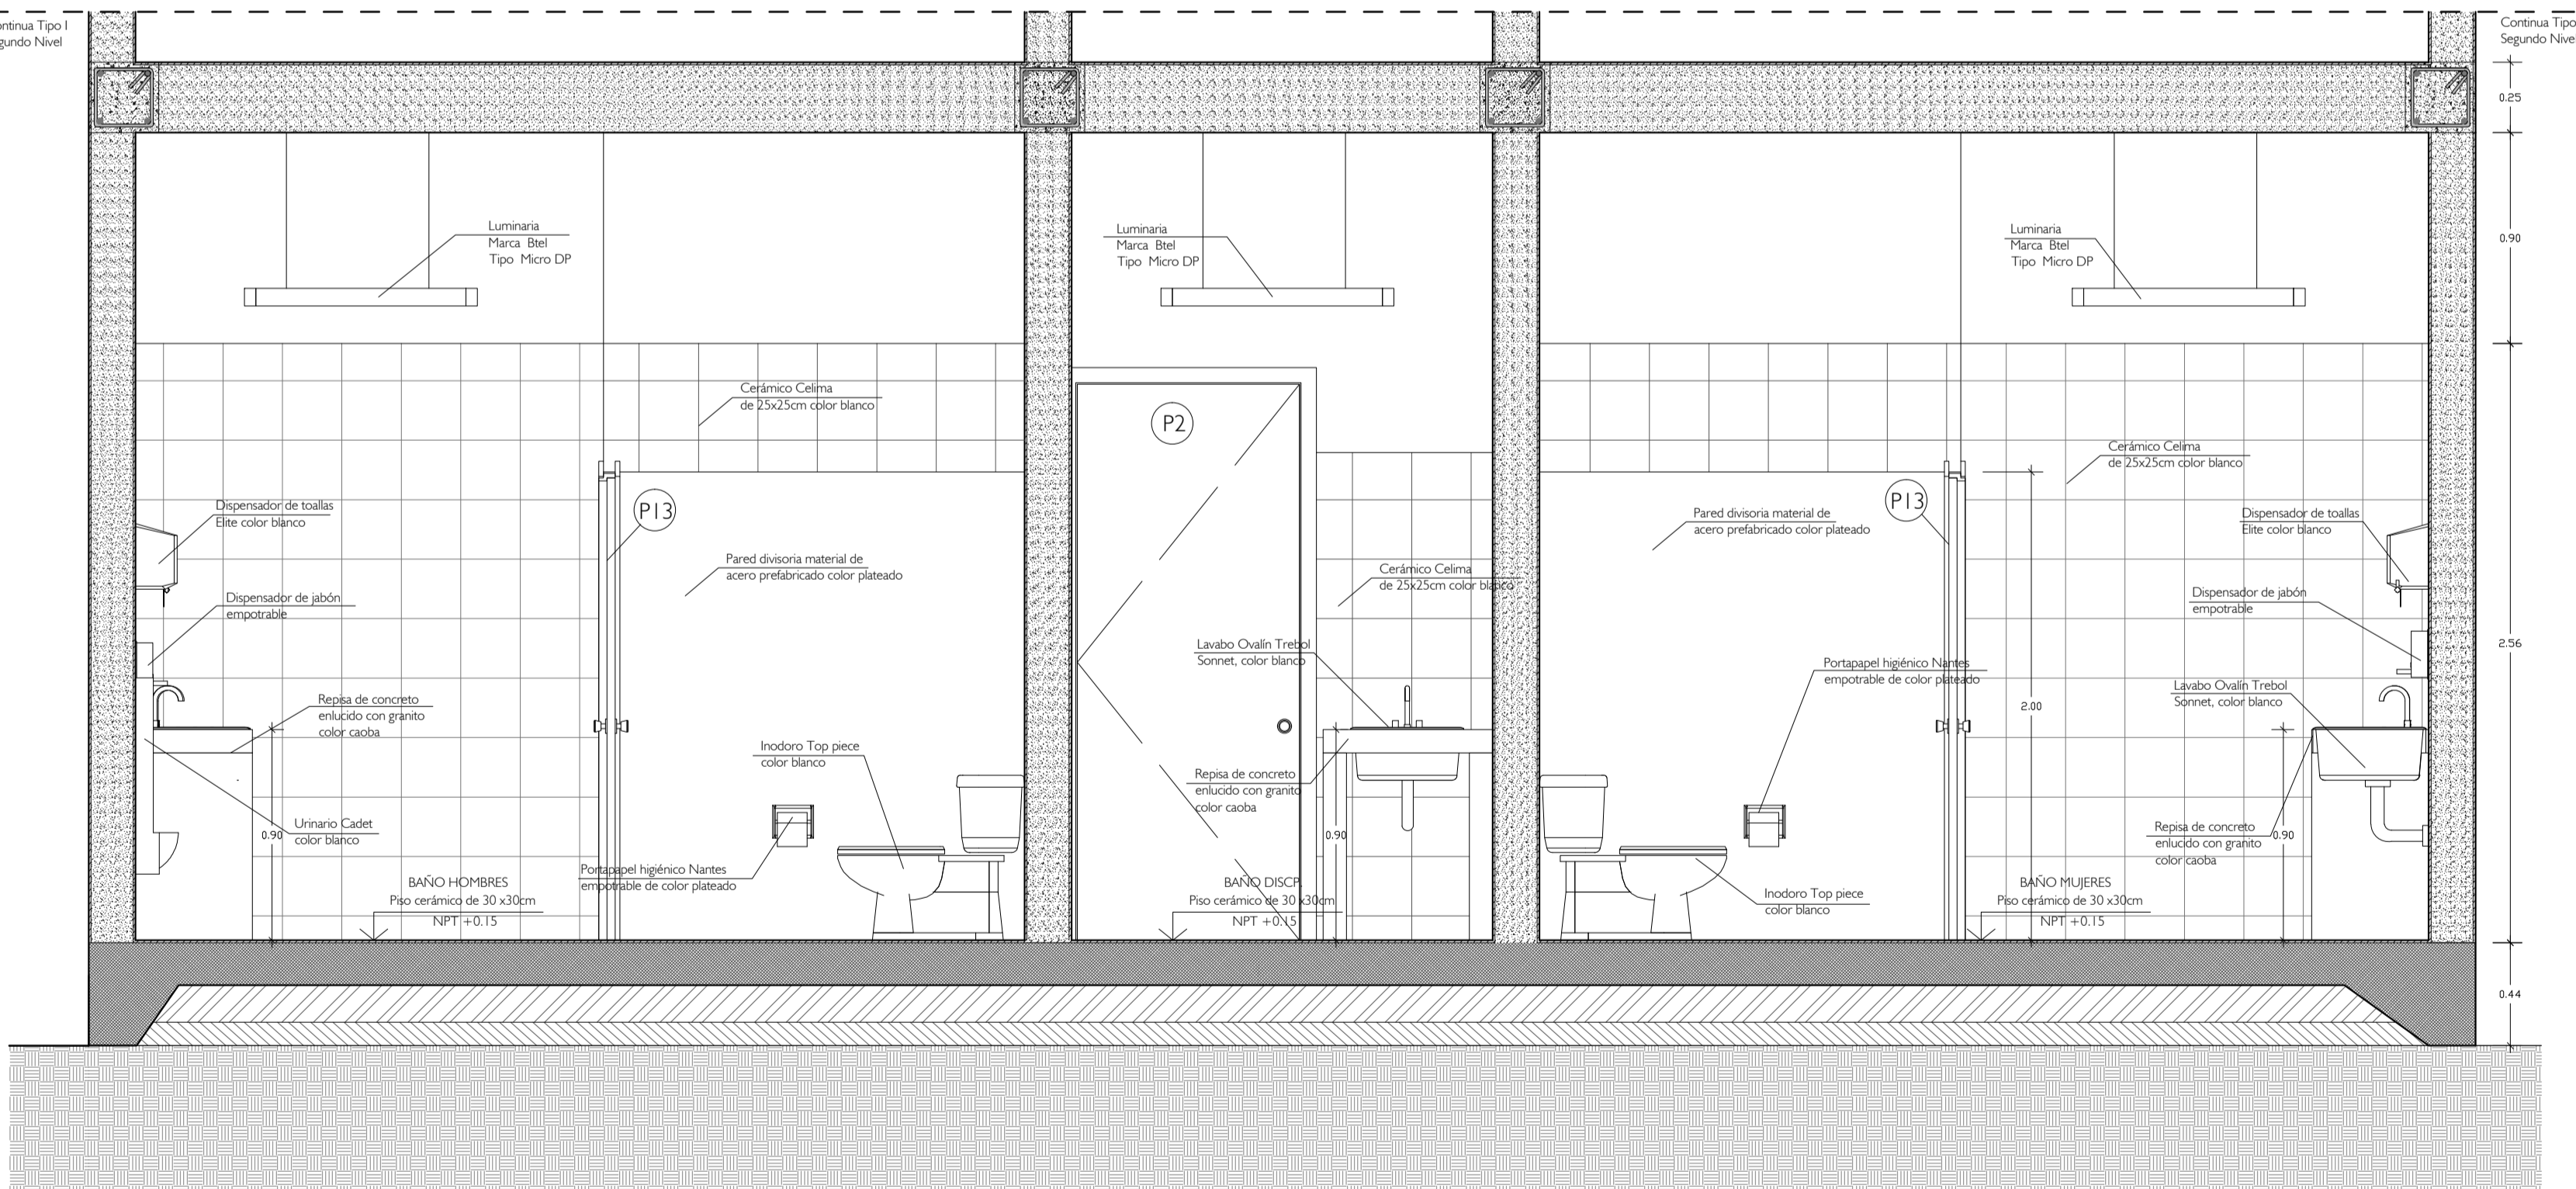 ontinua Tipo I
gundo Nivel
Continua Tipo
Segundo Nive
0.25
0.90
2.56
0.44
Luminaria
Marca Btel
Tipo Micro DP
Luminaria
Marca Btel
Tipo Micro DP
Luminaria
Marca Btel
Tipo Micro DP
Cerámico Celima
de 25x25cm color blanco
P2
Cerámico Celima
de 25x25cm color blanco
Dispensador de toallas
Elite color blanco
P13
Pared divisoria material de
acero prefabricado color plateado
Dispensador de jabón
empotrable
Cerámico Celima
de 25x25cm color blanco
Pared divisoria material de
acero prefabricado color plateado
P13
Dispensador de toallas
Elite color blanco
Dispensador de jabón
empotrable
Lavabo Ovalín Trebol
Sonnet, color blanco
Portapapel higiénico Nantes
empotrable de color plateado
2.00
Lavabo Ovalín Trebol
Sonnet, color blanco
Repisa de concreto
enlucido con granito
color caoba
Inodoro Top piece
color blanco
Repisa de concreto
enlucido con granito
color caoba
0.90
Urinario Cadet
color blanco
0.90
Repisa de concreto
enlucido con granito
color caoba
0.90
Portapapel higiénico Nantes
empotrable de color plateado
Inodoro Top piece
color blanco
BAÑO HOMBRES
Piso cerámico de 30 x30cm
NPT +0.15
BAÑO DISCP.
Piso cerámico de 30 x30cm
NPT +0.15
BAÑO MUJERES
Piso cerámico de 30 x30cm
NPT +0.15